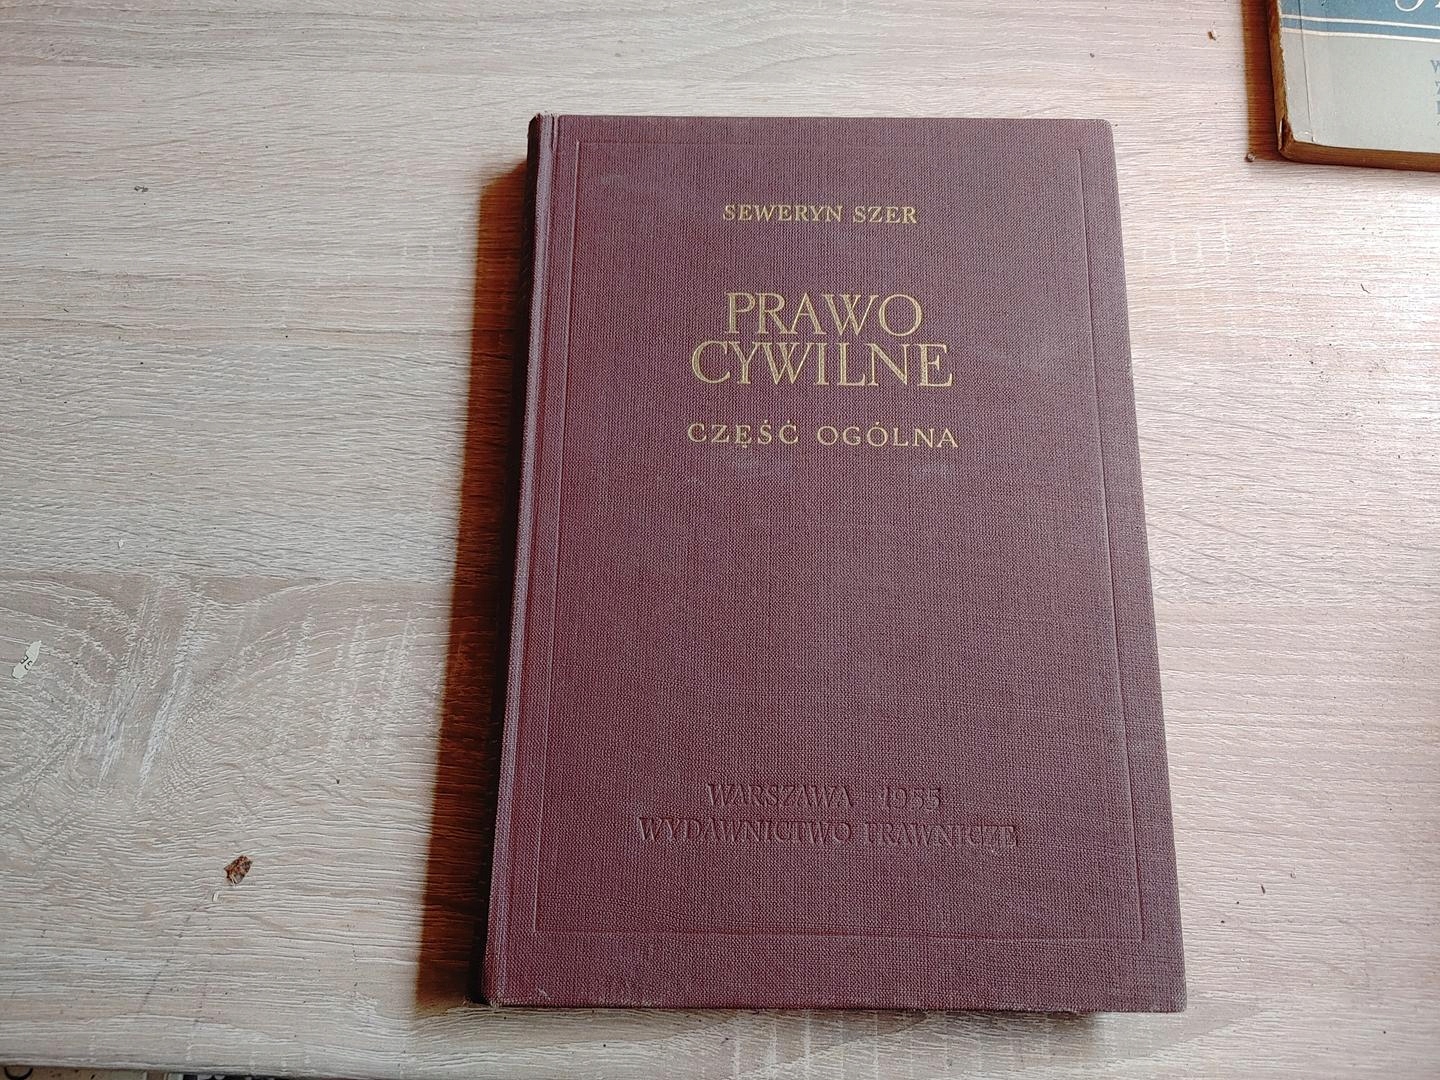 SEWERYN SZER
PRAWO
CYWILNE
CZĘŚĆ OGÓLNA
WARSZAWA 1955
WYDAWNICTWO PRAWNICZE